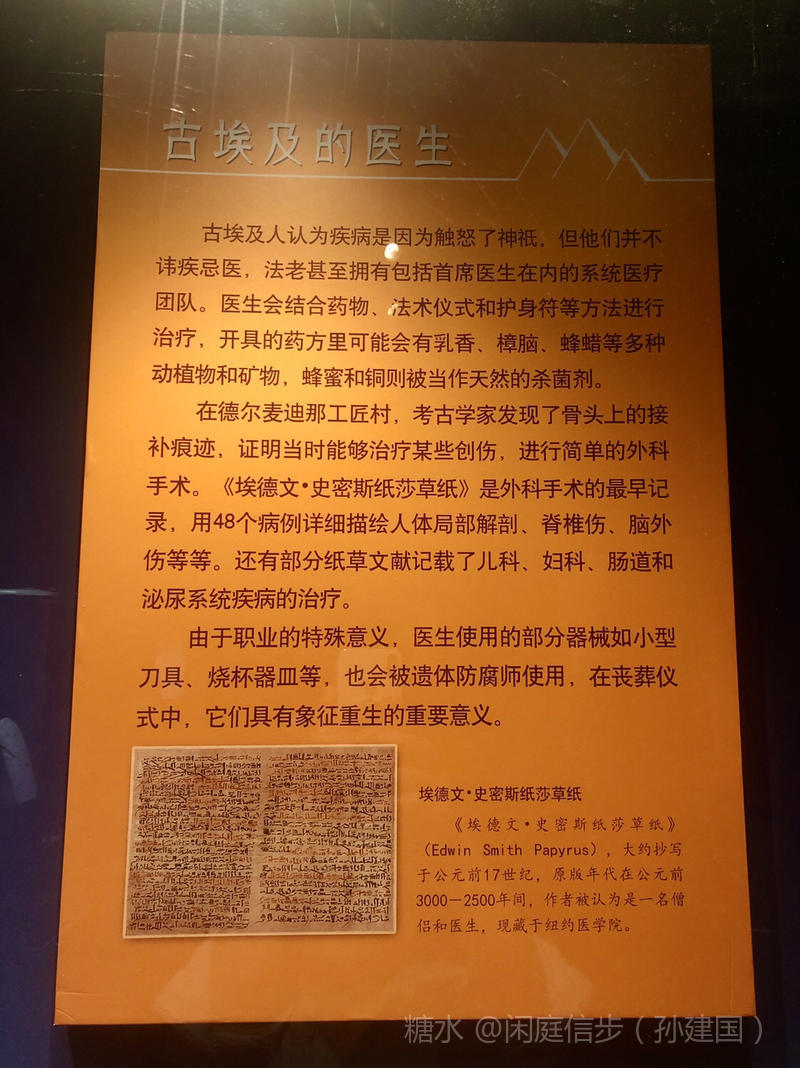 古埃及的医生
古埃及人认为疾病是因为触怒了神祇，但他们并不
讳疾忌医，法老甚至拥有包括首席医生在内的系统医疗
团队。医生会结合药物、法术仪式和护身符等方法进行
治疗，开具的药方里可能会有乳香、樟脑、蜂蜡等多种
动植物和矿物，蜂蜜和铜则被当作天然的杀菌剂。
在德尔麦迪那工匠村，考古学家发现了骨头上的接
补痕迹，证明当时能够治疗某些创伤，进行简单的外科
手术。《埃德文•史密斯纸莎草纸》是外科手术的最早记
录，用48个病例详细描绘人体局部解剖、脊椎伤、脑外
伤等等。还有部分纸草文献记载了儿科、妇科、肠道和
泌尿系统疾病的治疗。
由于职业的特殊意义，医生使用的部分器械如小型
刀具、烧杯器皿等，也会被遗体防腐师使用，在丧葬仪
式中，它们具有象征重生的重要意义。
埃德文•史密斯纸莎草纸
《埃德文•史密斯纸莎草纸》
（Edwin Smith Papyrus），大约抄写
于公元前17世纪，原版年代在公元前
3000－2500年间，作者被认为是一名僧
侣和医生，现藏于纽约医学院。
糖水 @闲庭信步（孙建国）